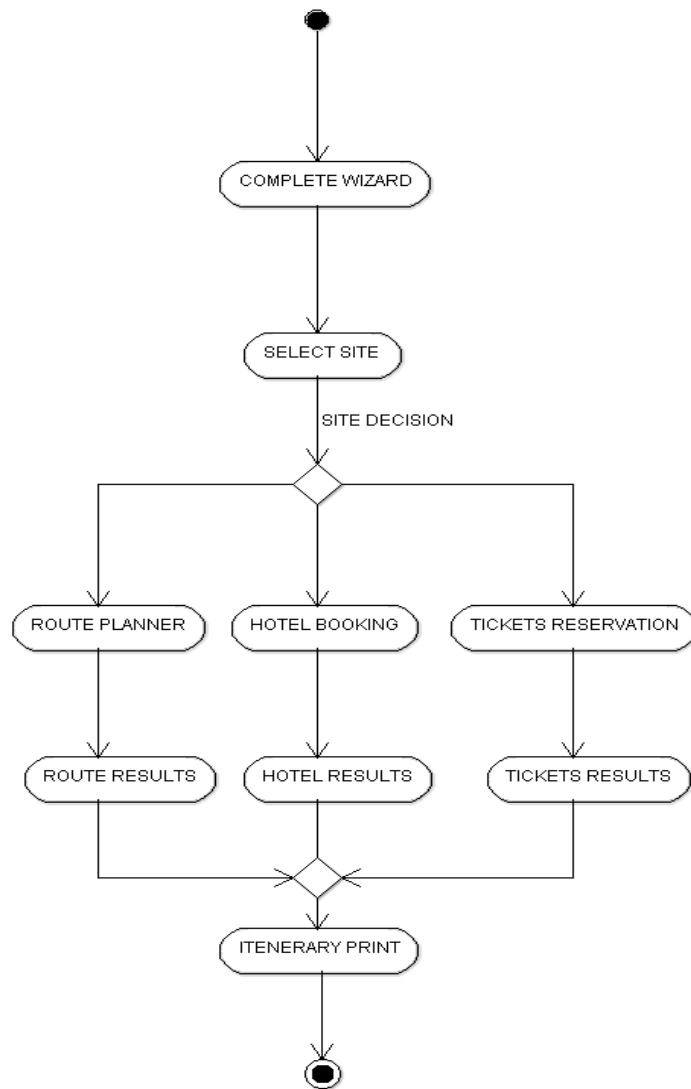 COMPLETE WIZARD
SELECT SITE
SITE DECISION
ROUTE PLANNER
HOTEL BOOKING
TICKETS RESERVATION
ROUTE RESULTS
HOTEL RESULTS
TICKETS RESULTS
ITENERARY PRINT